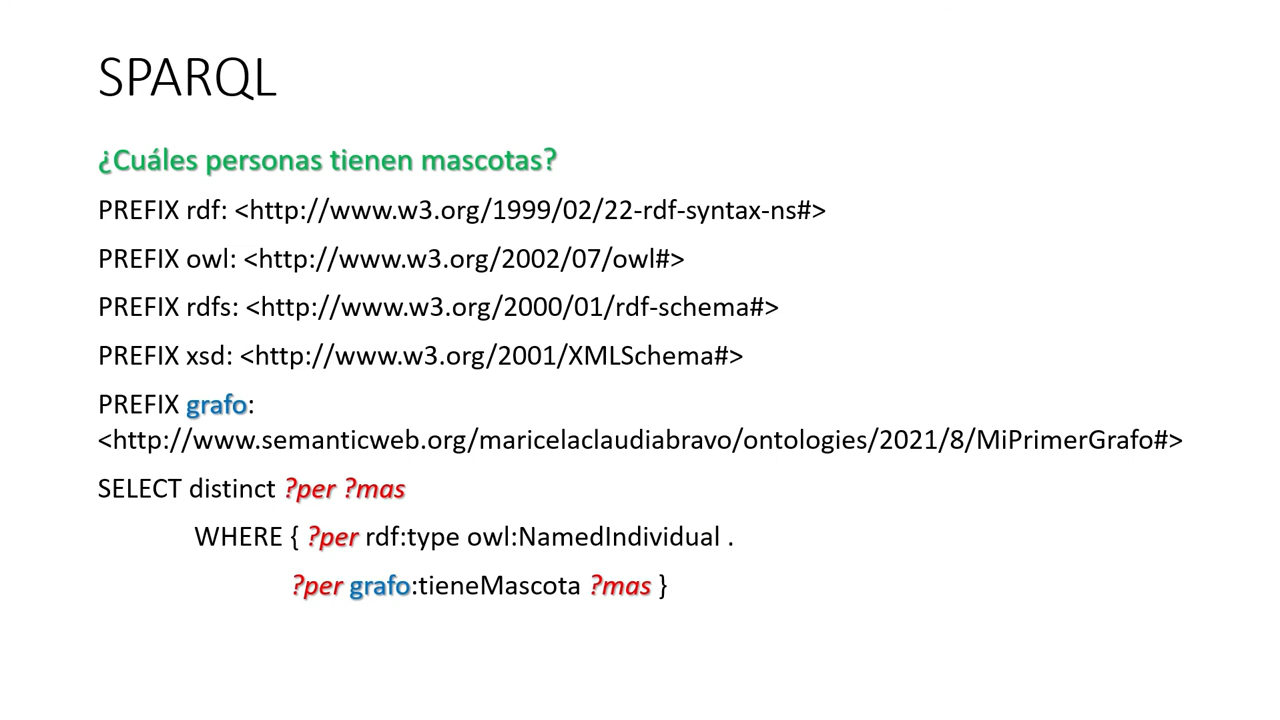 SPARQL
¿Cuáles personas tienen mascotas?
PREFIX rdf: <http://www.w3.org/1999/02/22-rdf-syntax-ns#>
PREFIX owl: <http://www.w3.org/2002/07/owl#>
PREFIX rdfs: <http://www.w3.org/2000/01/rdf-schema#>
PREFIX xsd: <http://www.w3.org/2001/XMLSchema#>
PREFIX grafo:
<http://www.semanticweb.org/maricelaclaudiabravo/ontologies/2021/8/MiPrimerGrafo#>
SELECT distinct ?per ?mas
WHERE { ?per rdf:type owl:NamedIndividual .
?per grafo:tieneMascota ?mas }